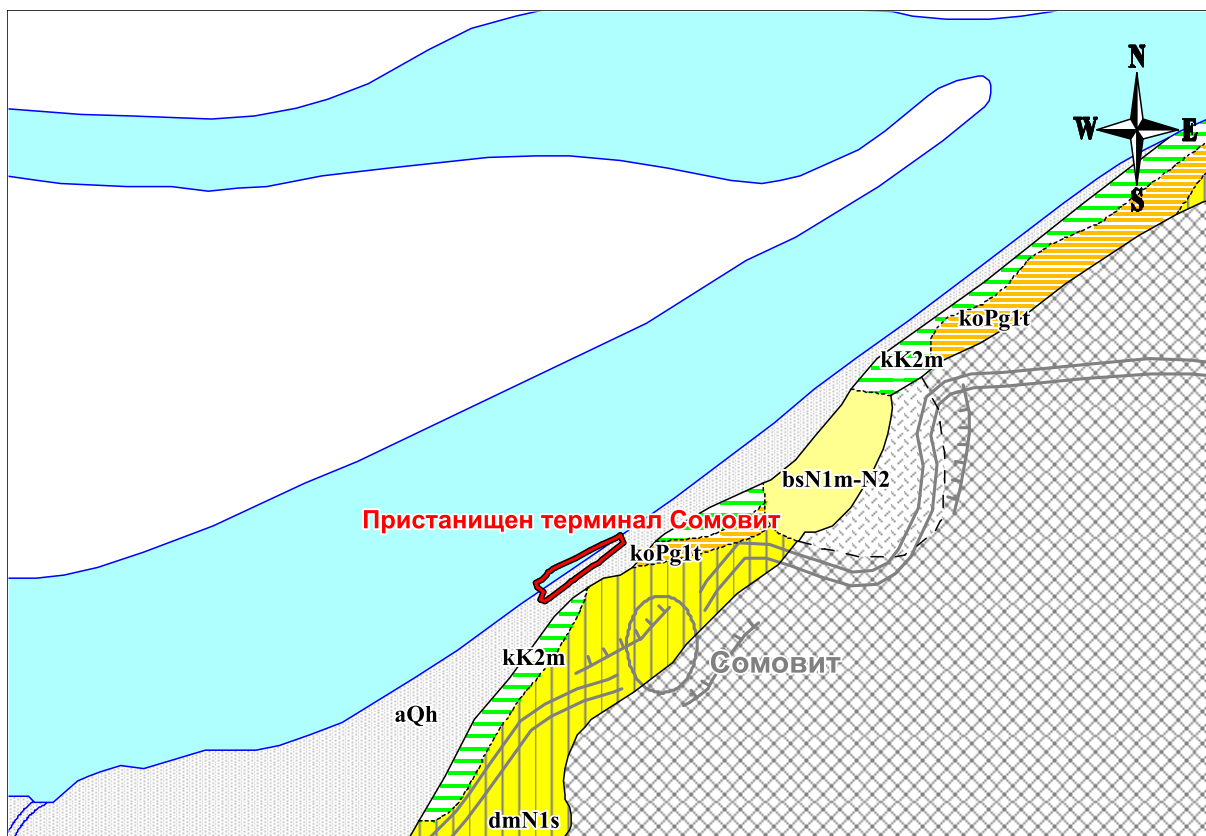 N
W E
S
koPg1t
kK2m
bsN1m-N2
Пристанищен терминал Сомовит
koPg1t
kK2m
Сомовит
aQh
dmN1s